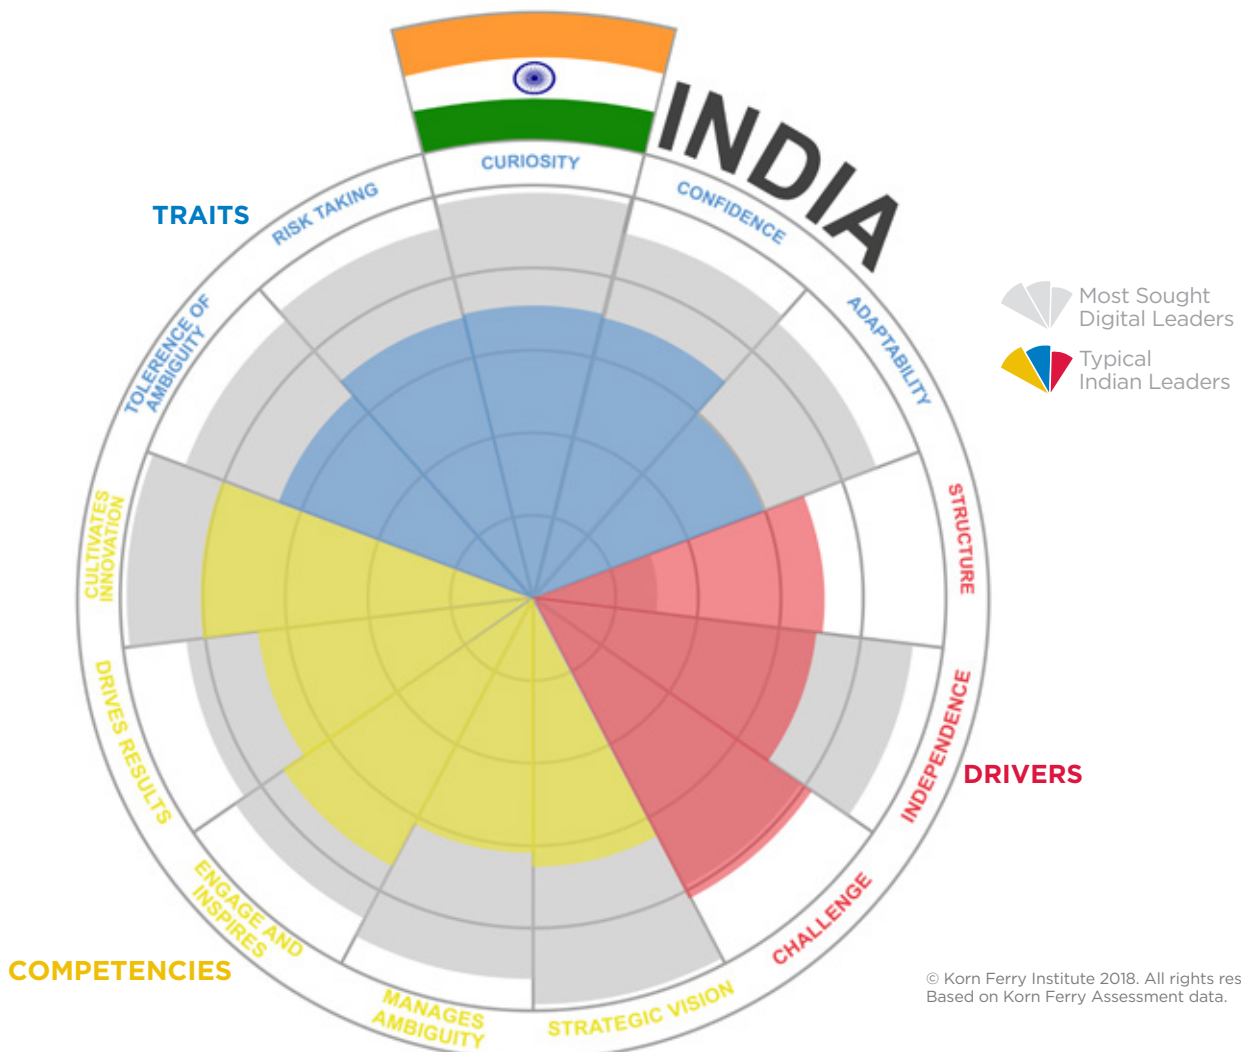 INDIA
TRAITS
CURIOSITY
CONFIDENCE
ADAPTABILITY
STRUCTURE
INDEPENDENCE
CHALLENGE
STRATEGIC VISION
MANAGES
AMBIGUITY
ENGAGE AND
INSPIRES
DRIVES RESULTS
CULTIVATES
INNOVATION
TOLERENCE OF
AMBIGUITY
RISK TAKING
Most Sought
Digital Leaders
Typical
Indian Leaders
DRIVERS
COMPETENCIES
© Korn Ferry Institute 2018. All rights res
Based on Korn Ferry Assessment data.